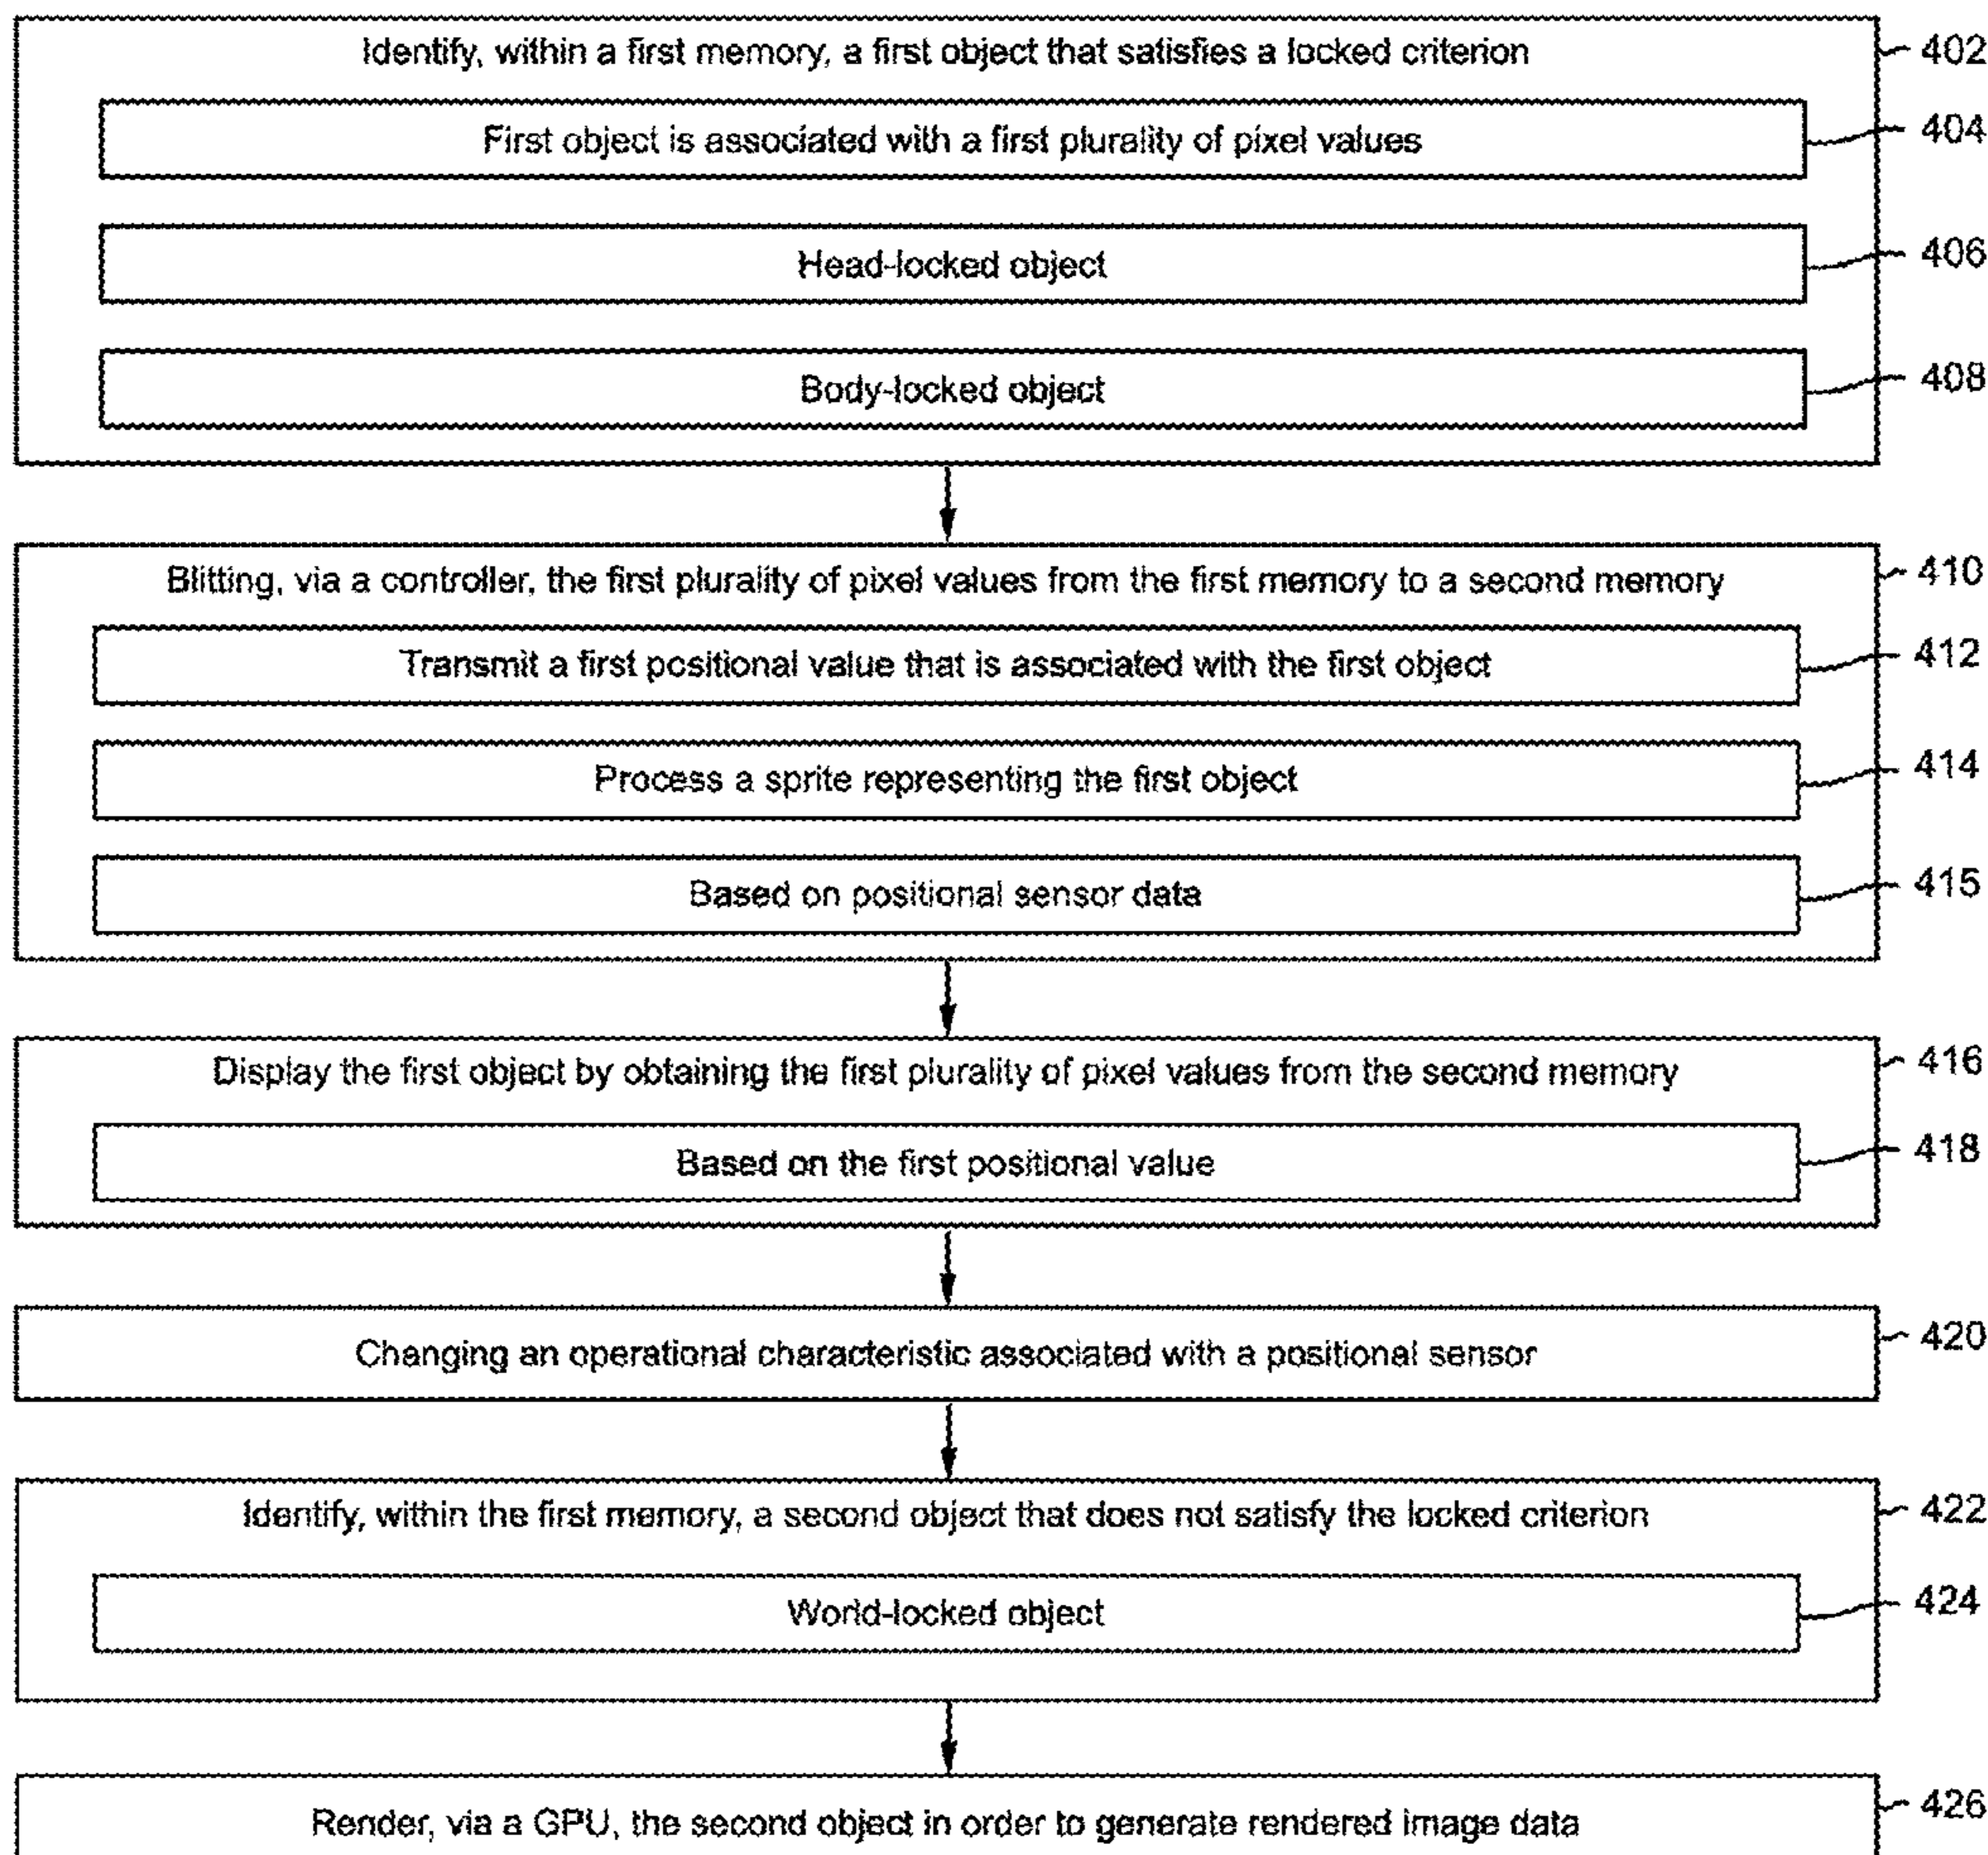 Identify, within a first memory, a first object that satisfies a locked criterion
402
First object is associated with a first plurality of pixel values
404
Head-locked object
406
Body-locked object
408
Blitting, via a controller, the first plurality of pixel values from the first memory to a second memory
410
Transmit a first positional value that is associated with the first object
412
Process a sprite representing the first object
414
Based on positional sensor data
415
Display the first object by obtaining the first plurality of pixel values from the second memory
416
Based on the first positional value
418
Changing an operational characteristic associated with a positional sensor
420
Identify, within the first memory, a second object that does not satisfy the locked criterion
422
World-locked object
424
Render, via a GPU, the second object in order to generate rendered image data
426